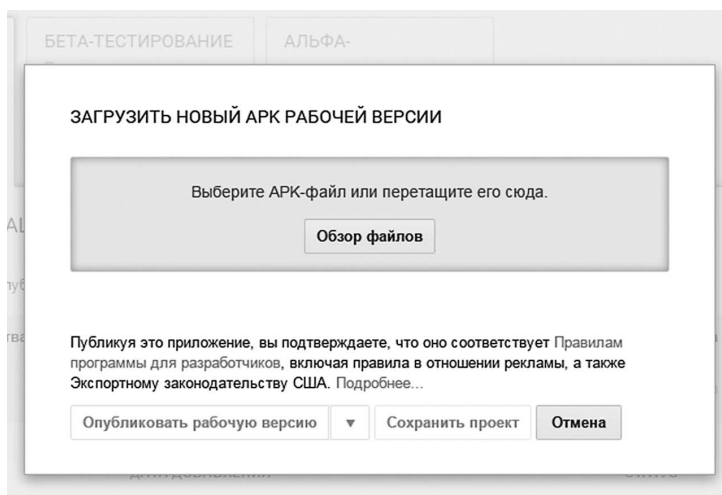 БЕТА-ТЕСТИРОВАНИЕ
АЛЬФА-
ЗАГРУЗИТЬ НОВЫЙ APK РАБОЧЕЙ ВЕРСИИ
Выберите APK-файл или перетащите его сюда.
Обзор файлов
Публикуя это приложение, вы подтверждаете, что оно соответствует Правилам
программы для разработчиков, включая правила в отношении рекламы, а также
Экспортному законодательству США. Подробнее...
Опубликовать рабочую версию
Сохранить проект
Отмена